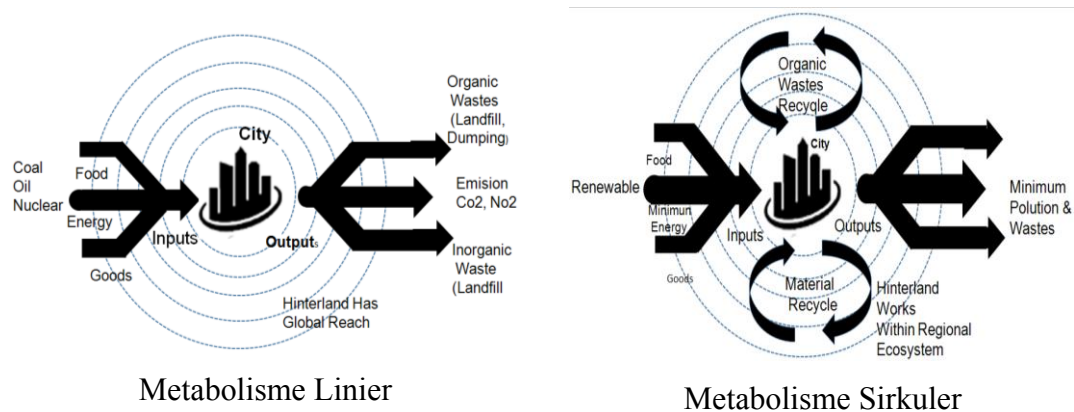 Organic
Wastes
(Landfill,
Dumping)
City
Coal
Oil
Nuclear
Food
Energy
Inputs
Goods
Outputs
Emision
Co2, No2
Inorganic
Waste
(Landfill
Hinterland Has
Global Reach
Metabolisme Linier
Organic
Wastes
Recycle
City
Food
Renewable
Minimun
Energy
Inputs
Goods
Outputs
Minimum
Polution &
Wastes
Material
Recycle
Hinterland
Works
Within Regional
Ecosystem
Metabolisme Sirkuler